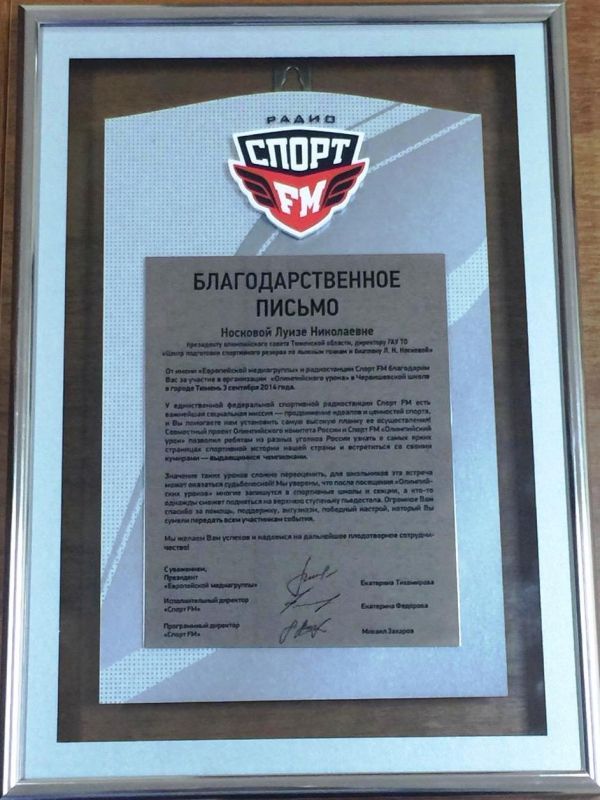 РАДИО
СПОРТ
FM
БЛАГОДАРСТВЕННОЕ
ПИСЬМО
Носковой Луизе Николаевне
президенту олимпийского совета Тюменской области, директору ГАУ ТО
«Центр подготовки спортивного резерва по лыжным гонкам и биатлону Л. Н. Носковой»
От имени «Европейской медиагруппы» и радиостанции Спорт FM благодарим
Вас за участие в организации «Олимпийского урока» в Червишевской школе
в городе Тюмень 3 сентября 2014 года.
У единственной федеральной спортивной радиостанции Спорт FM есть
важнейшая социальная миссия — продвижение идеалов и ценностей спорта,
и Вы помогаете нам установить самую высокую планку ее осуществления!
Совместный проект Олимпийского комитета России и Спорт FM «Олимпийский
урок» позволил ребятам из разных уголков России узнать о самых ярких
страницах спортивной истории нашей страны и встретиться со своими
кумирами — выдающимися чемпионами.
Значение таких уроков сложно переоценить, для школьников эта встреча
может оказаться судьбоносной! Мы уверены, что после посещения «Олимпий-
ских уроков» многие запишутся в спортивные школы и секции, а кто-то
однажды сможет подняться на верхнюю ступеньку пьедестала. Огромное Вам
спасибо за помощь, поддержку, энтузиазм, победный настрой, который Вы
сумели передать всем участникам события.
Мы желаем Вам успехов и надеемся на дальнейшее плодотворное сотрудни-
чество!
С уважением,
Президент
«Европейской медиагруппы» Екатерина Тихомирова
Исполнительный директор
«Спорт FM» Екатерина Федорова
Программный директор
«Спорт FM» Михаил Захаров